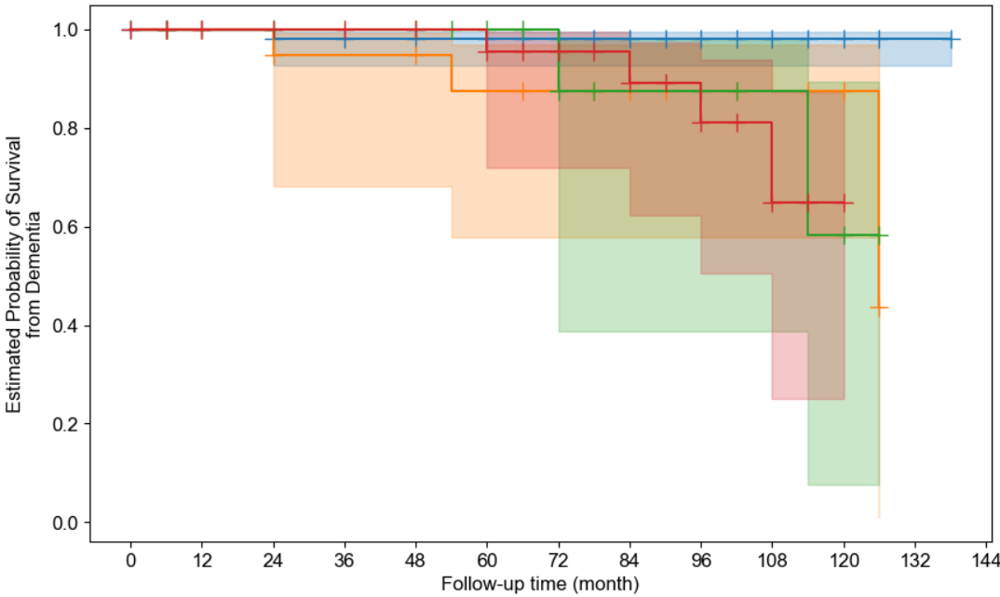 Estimated Probability of Survival
from Dementia
1.0
0.8
0.6
0.4
0.2
0.0
0 12 24 36 48 60 72 84 96 108 120 132 144
Follow-up time (month)